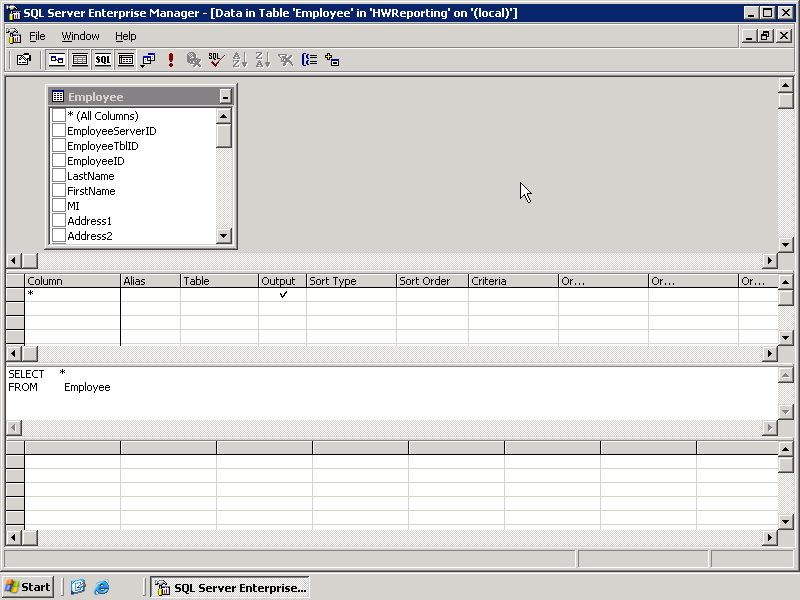 SQL Server Enterprise Manager - [Data in Table 'Employee' in 'HWReporting' on '(local)']
File Window Help
SQL SQL A Z Z A
Employee
* (All Columns)
EmployeeServerID
EmployeeTblID
EmployeeID
LastName
FirstName
MI
Address1
Address2
Column Alias Table Output Sort Type Sort Order Criteria Or... Or... Or...
*
SELECT *
FROM Employee
Start SQL Server Enterprise...